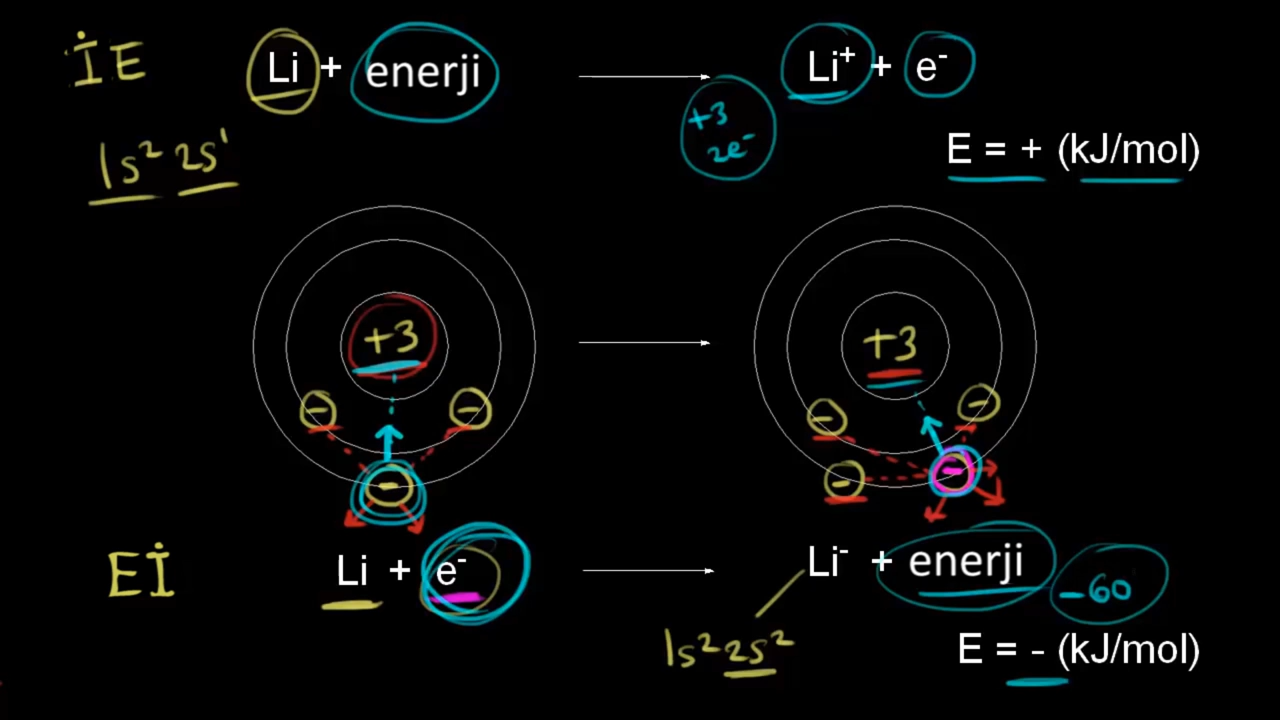 İE Li + enerji → Li⁺ + e⁻
+3
2e⁻
1s² 2s¹ E = + (kJ/mol)
+3 +3
- - - -
- - -
Eİ Li + e⁻ → Li⁻ + enerji -60
1s² 2s² E = - (kJ/mol)